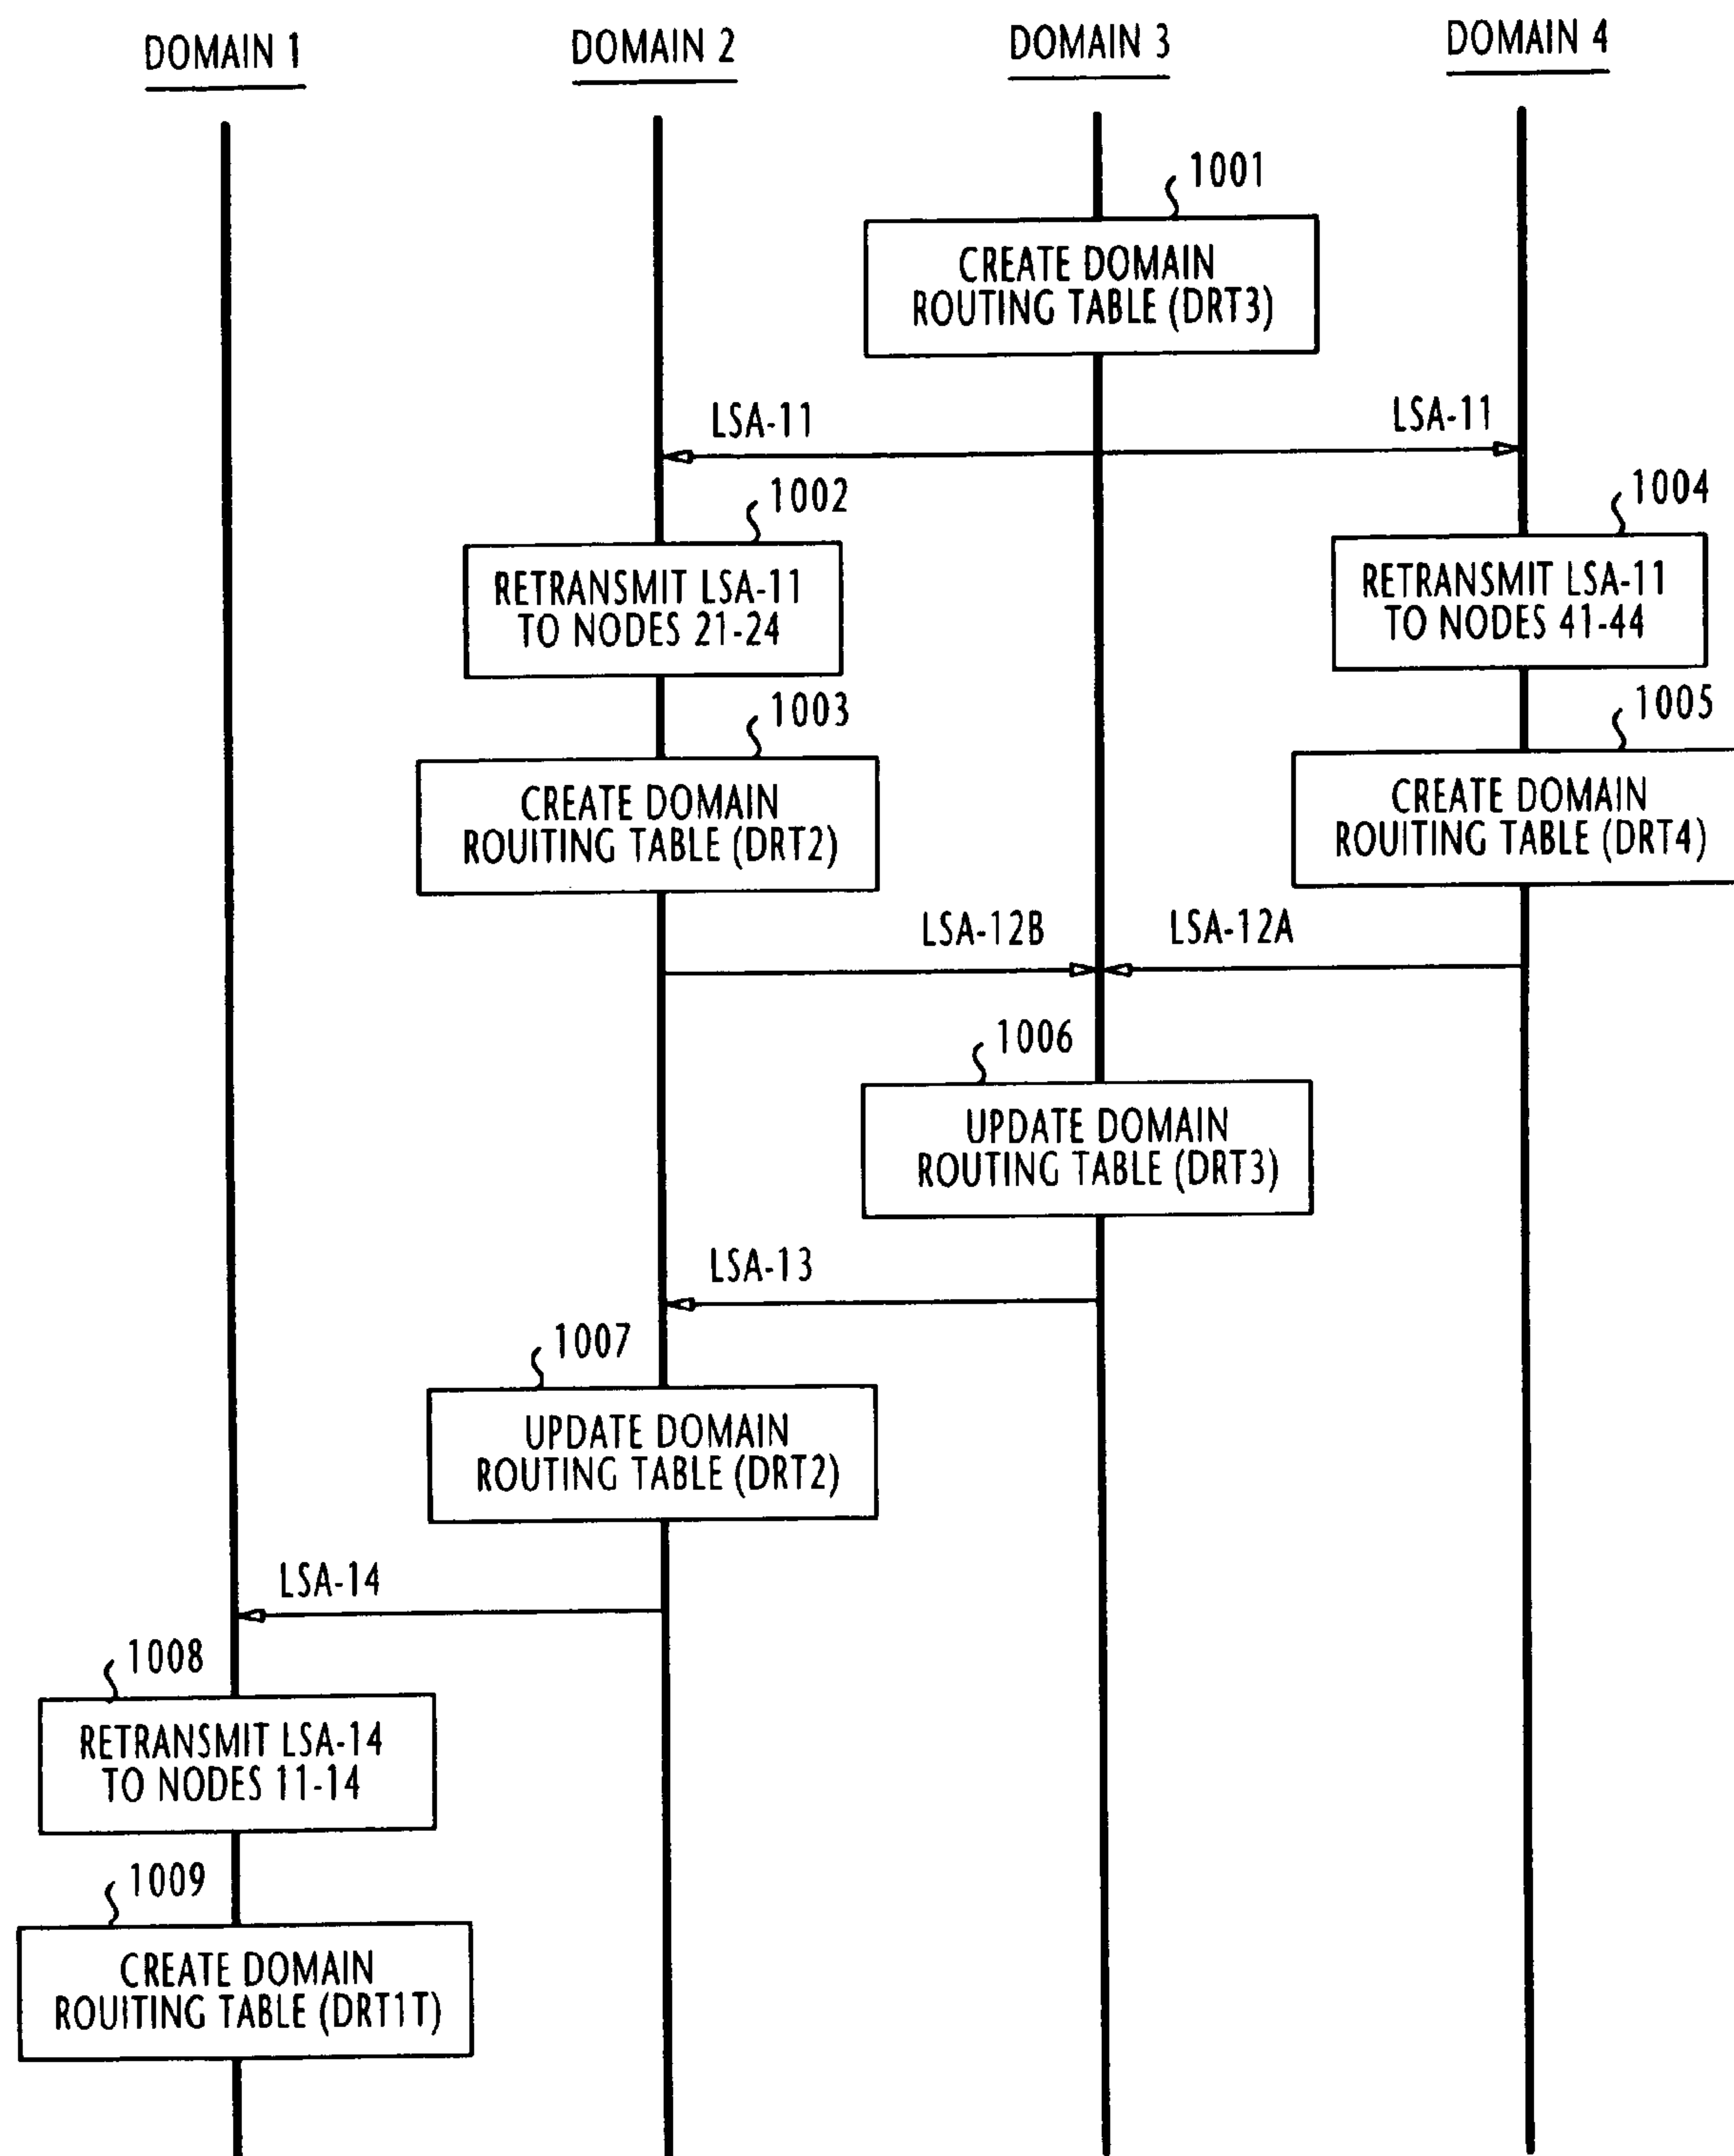 DOMAIN 1
DOMAIN 2
DOMAIN 3
DOMAIN 4
1001
CREATE DOMAIN
ROUTING TABLE (DRT3)
LSA-11
LSA-11
1002
RETRANSMIT LSA-11
TO NODES 21-24
1004
RETRANSMIT LSA-11
TO NODES 41-44
1003
CREATE DOMAIN
ROUITING TABLE (DRT2)
1005
CREATE DOMAIN
ROUITING TABLE (DRT4)
LSA-12B
LSA-12A
1006
UPDATE DOMAIN
ROUTING TABLE (DRT3)
LSA-13
1007
UPDATE DOMAIN
ROUTING TABLE (DRT2)
LSA-14
1008
RETRANSMIT LSA-14
TO NODES 11-14
1009
CREATE DOMAIN
ROUITING TABLE (DRT1T)